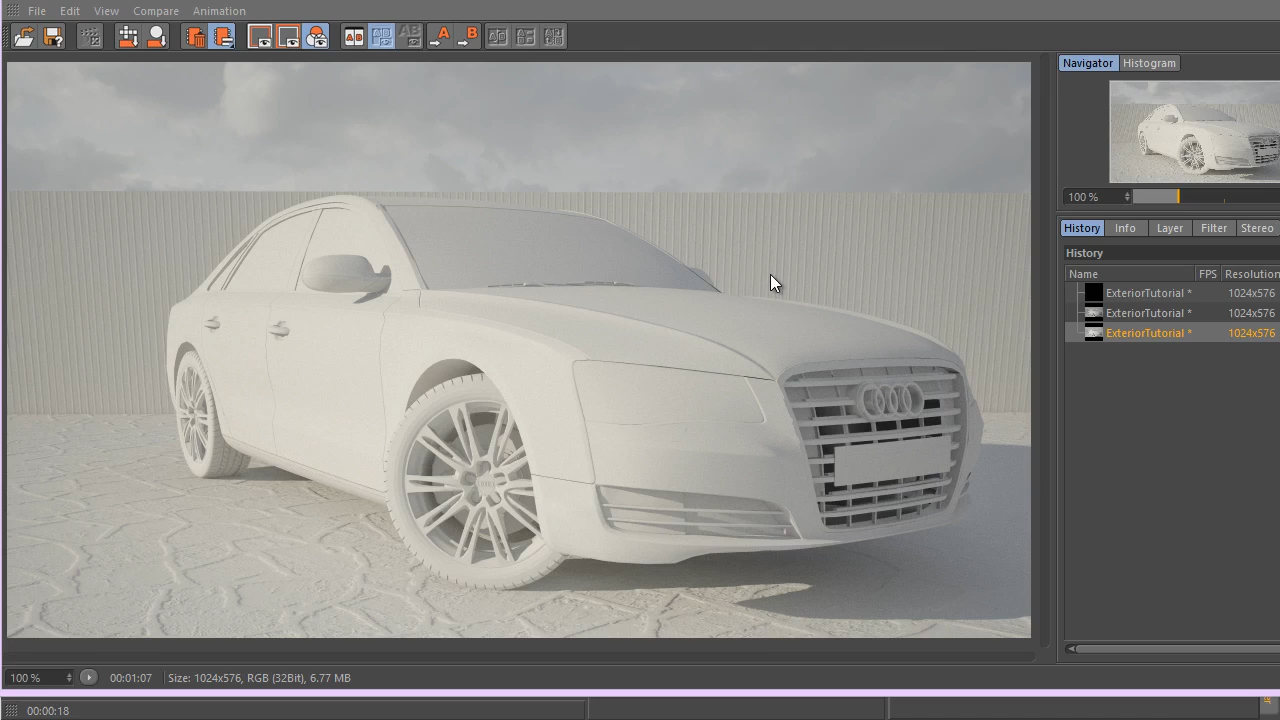 File Edit View Compare Animation
A B
A B
AB
A
B
Navigator Histogram
100 %
History Info Layer Filter Stereo
History
Name FPS Resolution
ExteriorTutorial * 1024x576
ExteriorTutorial * 1024x576
ExteriorTutorial * 1024x576
100 % 00:01:07 Size: 1024x576, RGB (32Bit), 6.77 MB
00:00:18